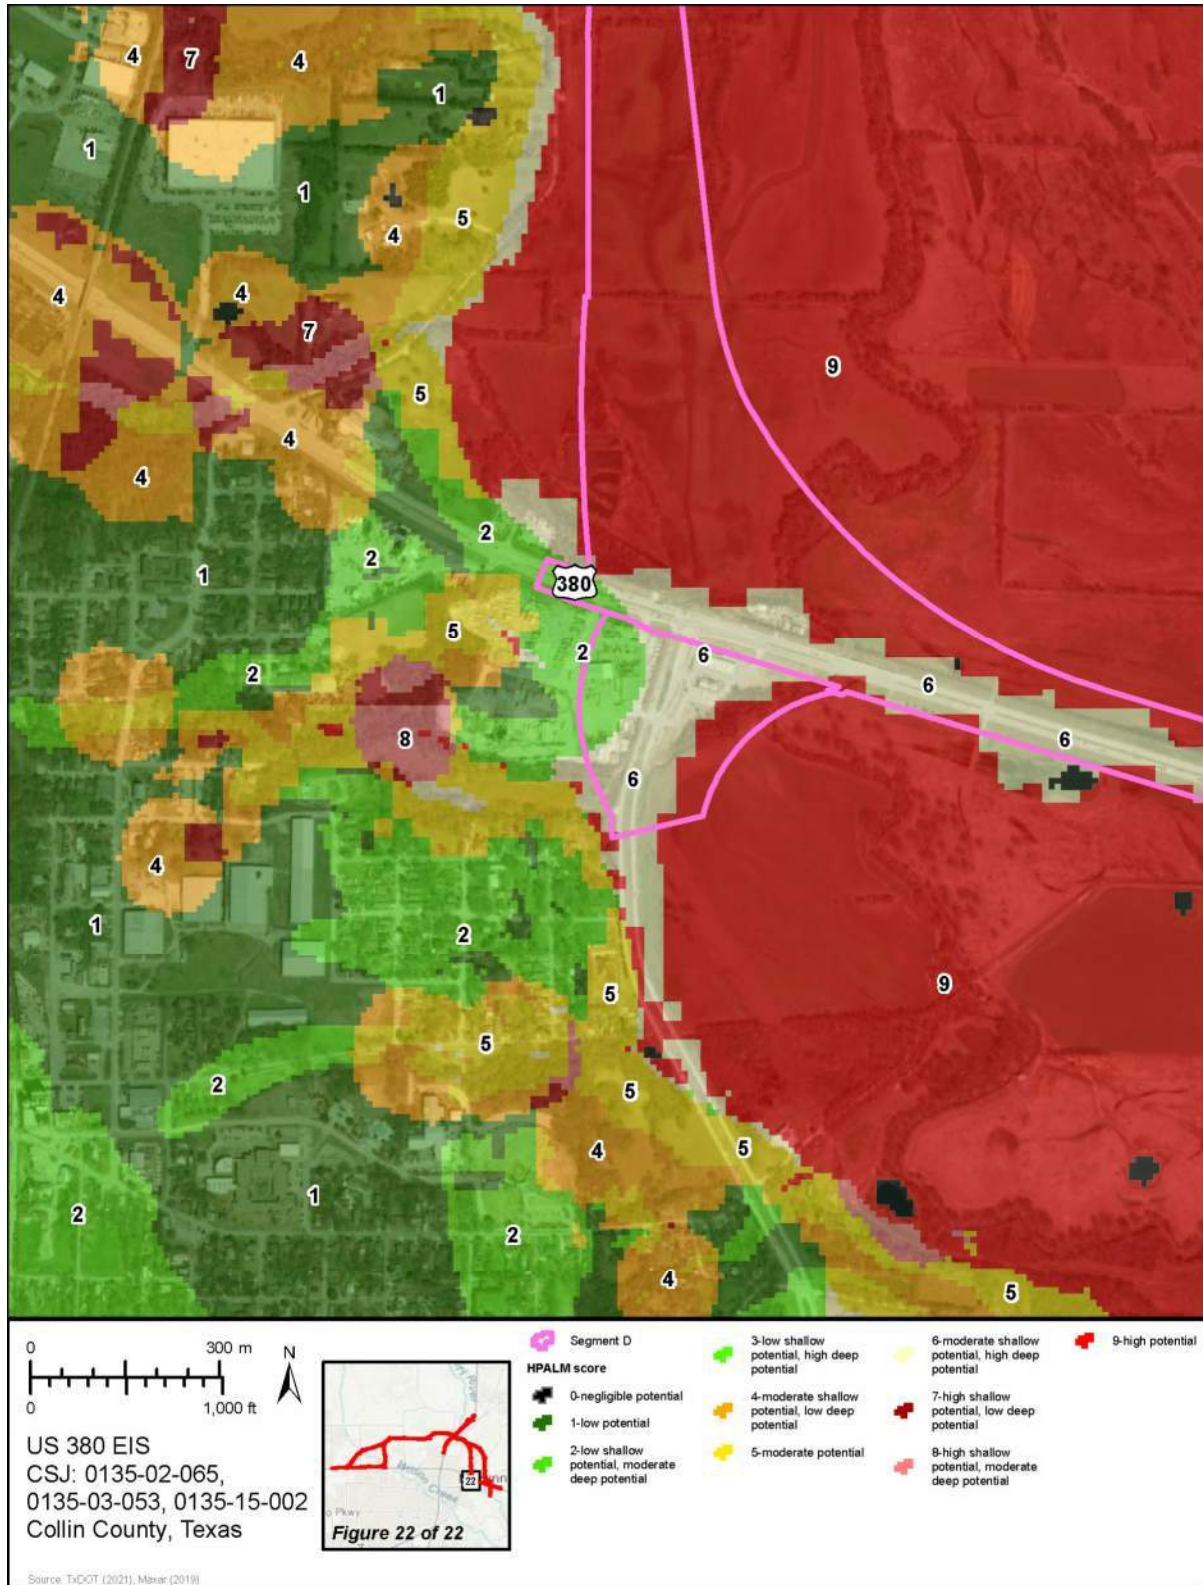 4
7
4
1
1
1
5
4
4
4
7
9
5
4
4
2
2
1
380
5
2
6
2
6
6
8
6
4
1
2
9
5
5
2
5
4
5
1
2
2
4
5
0 300 m
0 1,000 ft
N
US 380 EIS
CSJ: 0135-02-065,
0135-03-053, 0135-15-002
Collin County, Texas
Source: TxDOT (2021), Maxar (2019)
22
o Pkwy
Figure 22 of 22
Segment D
HPALM score
0-negligible potential
1-low potential
2-low shallow
potential, moderate
deep potential
3-low shallow
potential, high deep
potential
4-moderate shallow
potential, low deep
potential
5-moderate potential
6-moderate shallow
potential, high deep
potential
7-high shallow
potential, low deep
potential
8-high shallow
potential, moderate
deep potential
9-high potential